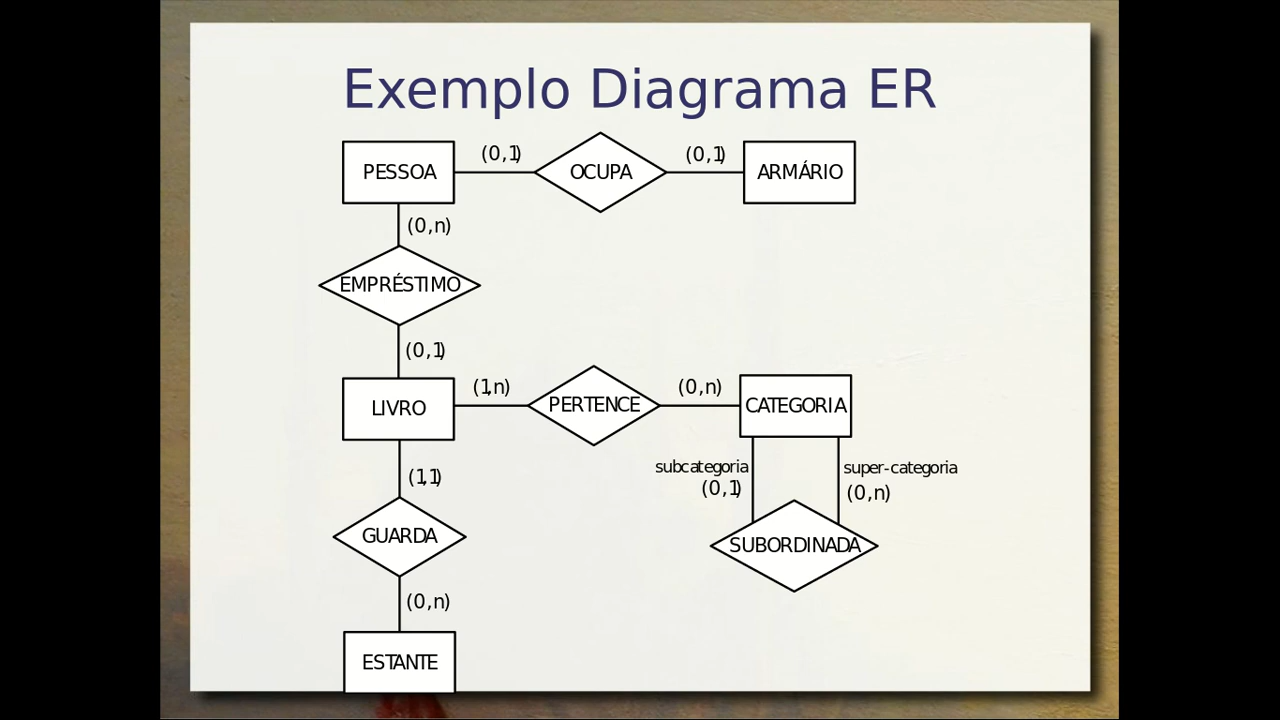 Exemplo Diagrama ER
PESSOA
(0,1)
OCUPA
(0,1)
ARMÁRIO
(0,n)
EMPRÉSTIMO
(0,1)
LIVRO
(1,n)
PERTENCE
(0,n)
CATEGORIA
subcategoria
(0,1)
super-categoria
(0,n)
(1,1)
GUARDA
SUBORDINADA
(0,n)
ESTANTE